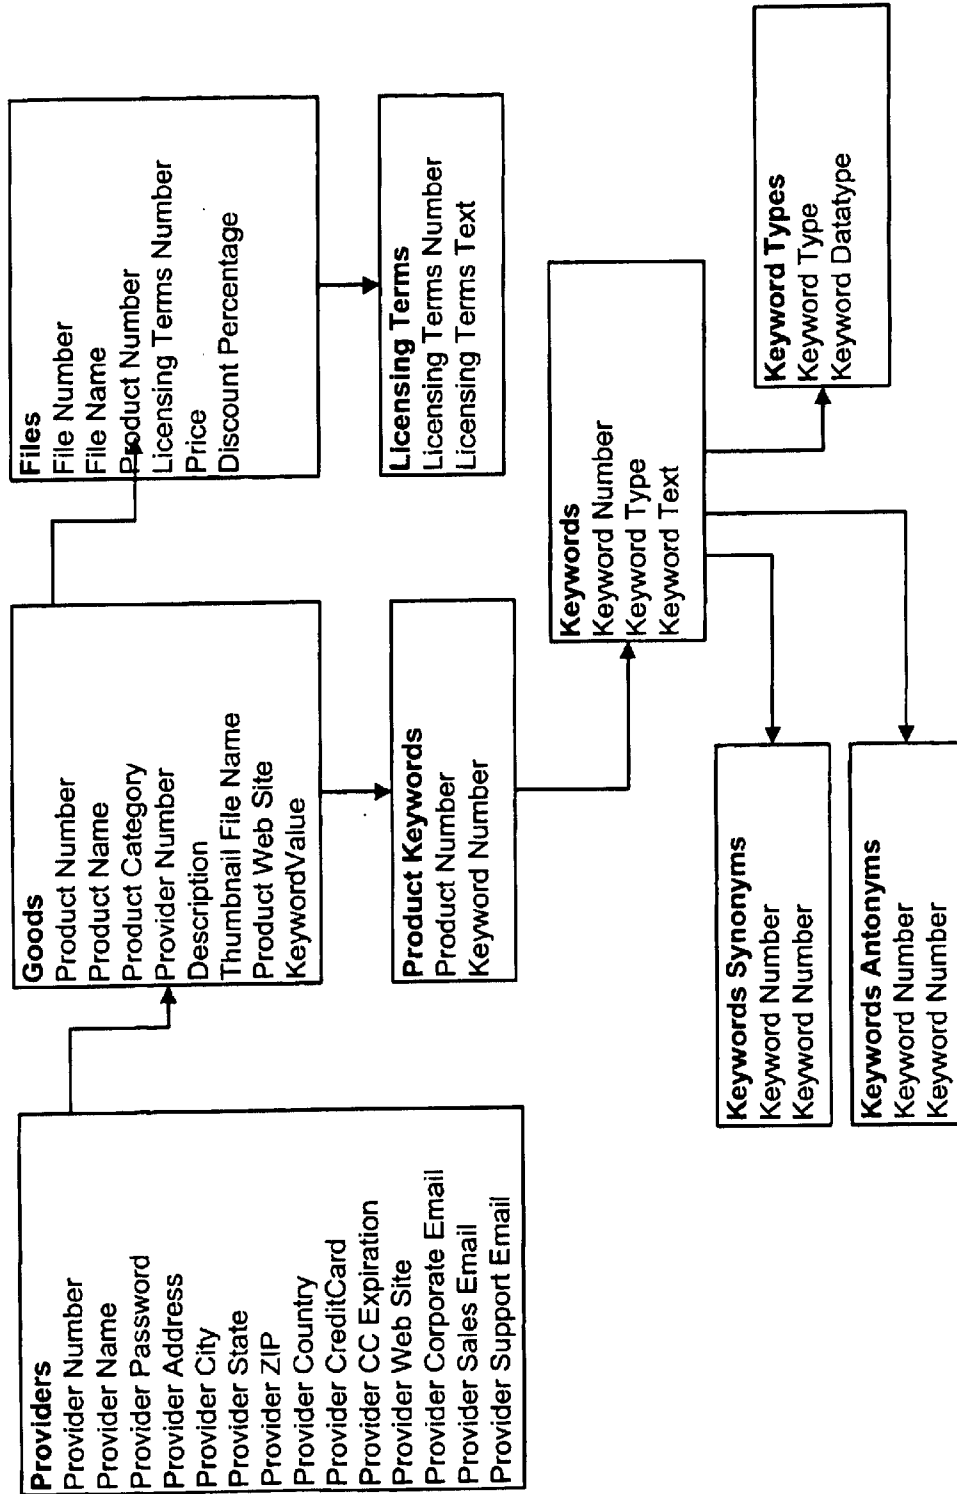 Providers
Provider Number
Provider Name
Provider Password
Provider Address
Provider City
Provider State
Provider ZIP
Provider Country
Provider CreditCard
Provider CC Expiration
Provider Web Site
Provider Corporate Email
Provider Sales Email
Provider Support Email
Goods
Product Number
Product Name
Product Category
Provider Number
Description
Thumbnail File Name
Product Web Site
KeywordValue
Files
File Number
File Name
Product Number
Licensing Terms Number
Price
Discount Percentage
Product Keywords
Product Number
Keyword Number
Licensing Terms
Licensing Terms Number
Licensing Terms Text
Keywords
Keyword Number
Keyword Type
Keyword Text
Keywords Synonyms
Keyword Number
Keyword Number
Keyword Types
Keyword Type
Keyword Datatype
Keywords Antonyms
Keyword Number
Keyword Number